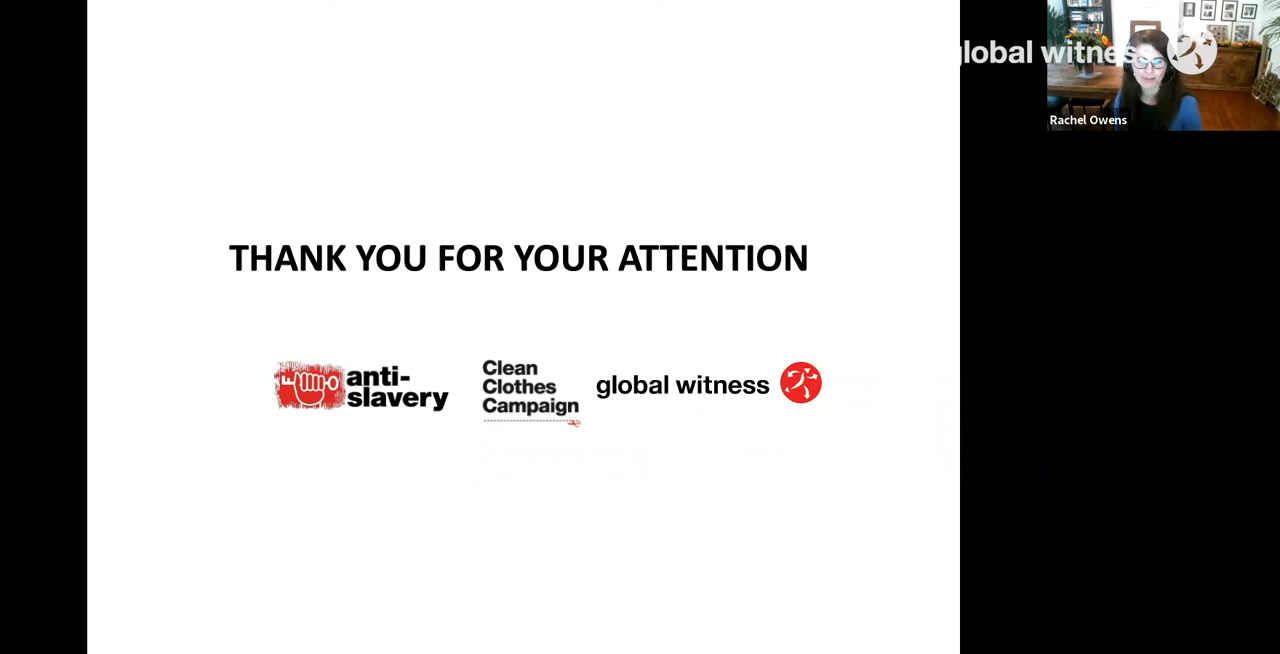 global witness
Rachel Owens
THANK YOU FOR YOUR ATTENTION
anti-
slavery
Clean
Clothes
Campaign
global witness